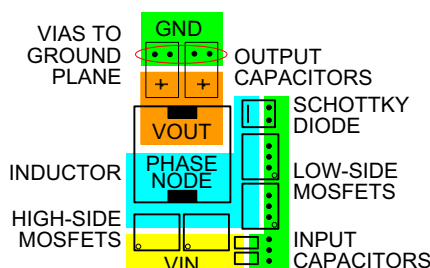 VIAS TO
GROUND
PLANE
GND
OUTPUT
CAPACITORS
+ +
VOUT
SCHOTTKY
DIODE
INDUCTOR
PHASE
NODE
LOW-SIDE
MOSFETS
HIGH-SIDE
MOSFETS
VIN
INPUT
CAPACITORS